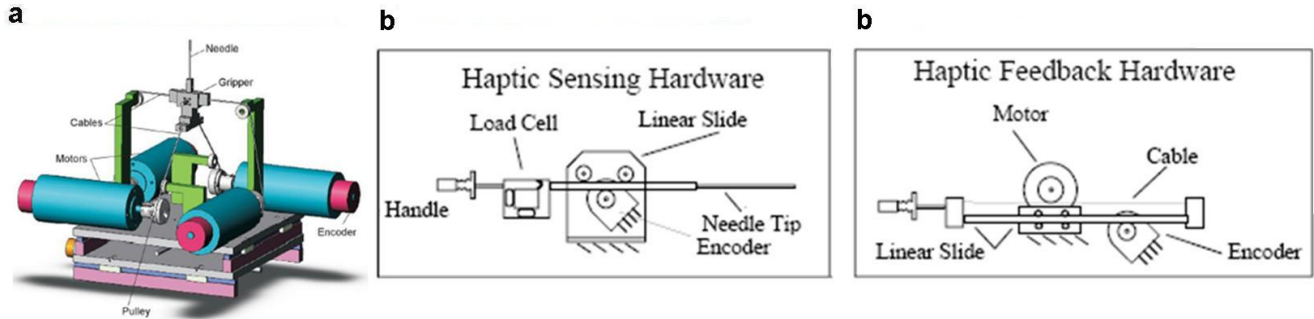 a
Needle
Gripper
Cables
Motors
Encoder
Pulley
b
Haptic Sensing Hardware
Load Cell
Linear Slide
Handle
Needle Tip
Encoder
b
Haptic Feedback Hardware
Motor
Cable
Linear Slide
Encoder